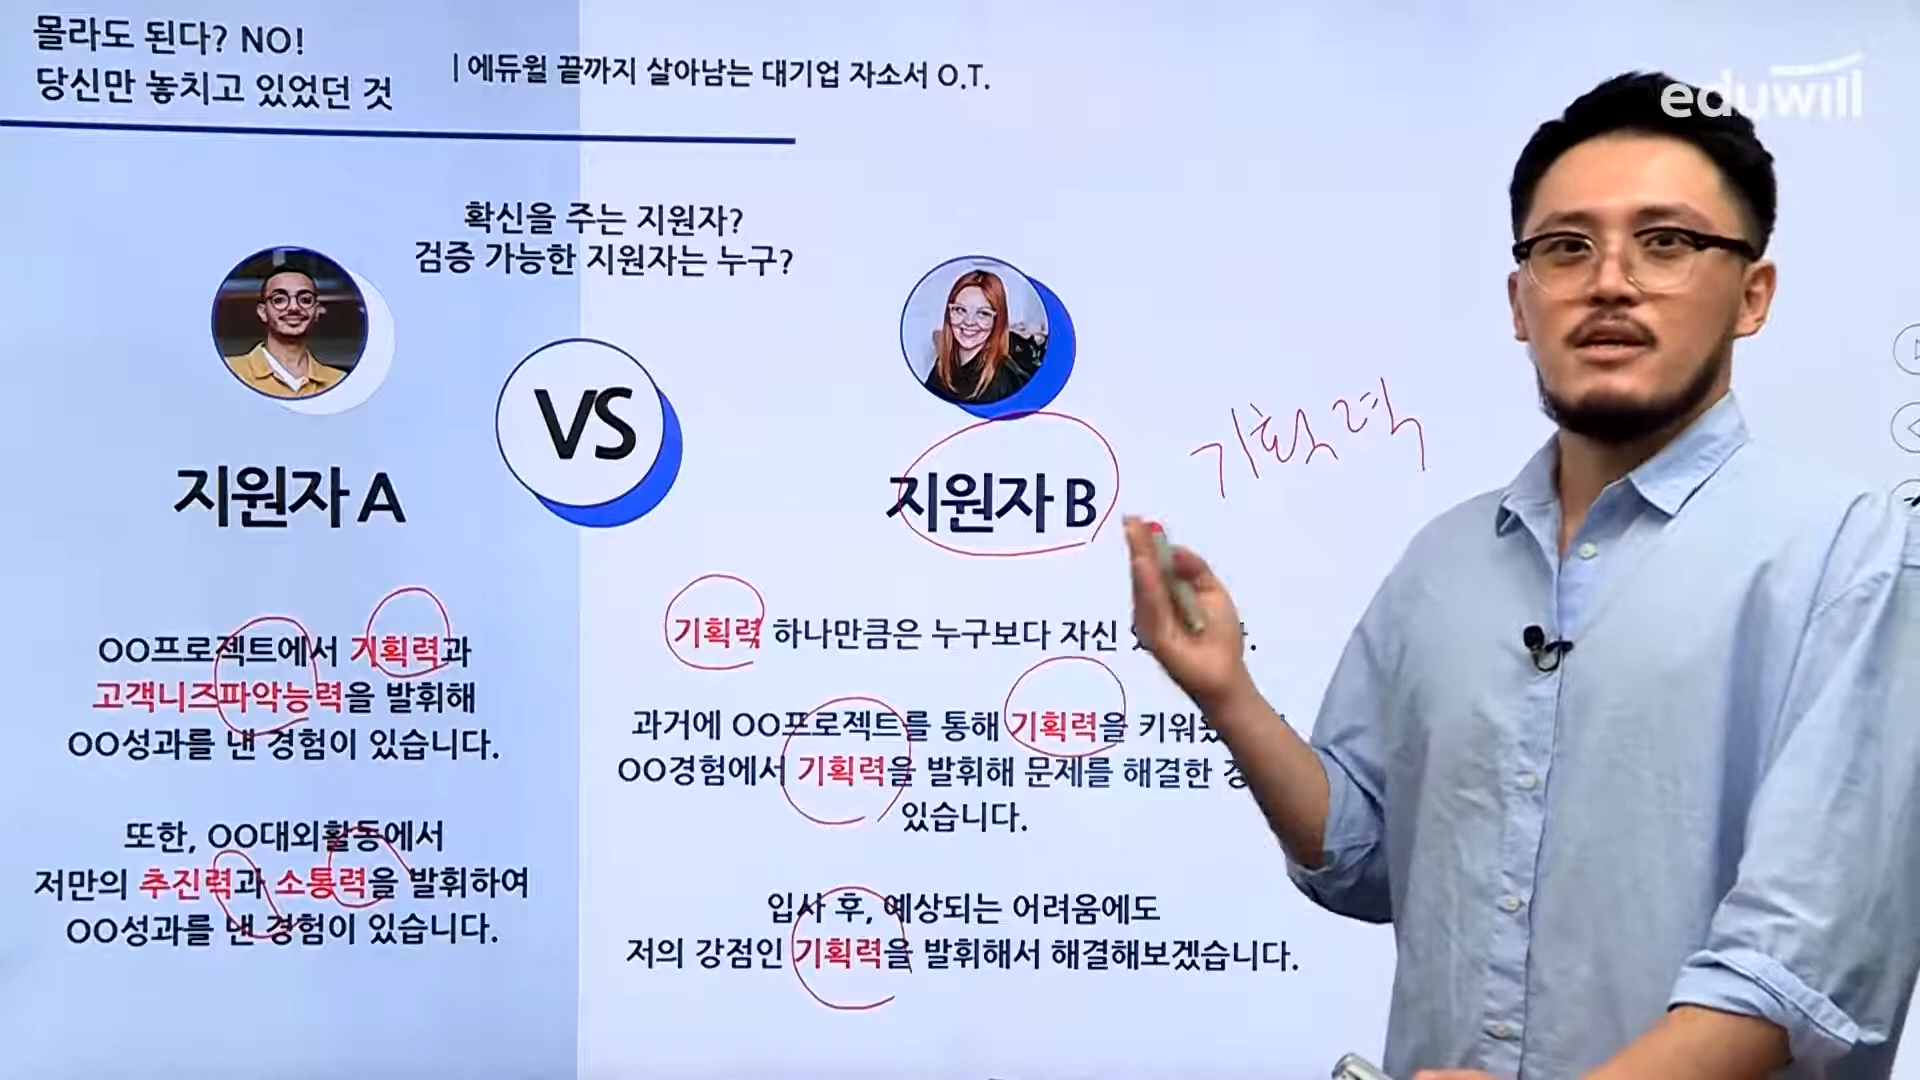 몰라도 된다? NO!
당신만 놓치고 있었던 것
| 에듀윌 끝까지 살아남는 대기업 자소서 O.T.
eduwill
확신을 주는 지원자?
검증 가능한 지원자는 누구?
VS
지원자 A
OO프로젝트에서 기획력과
고객니즈파악능력을 발휘해
OO성과를 낸 경험이 있습니다.
또한, OO대외활동에서
저만의 추진력과 소통력을 발휘하여
OO성과를 낸 경험이 있습니다.
지원자 B
기획력
기획력 하나만큼은 누구보다 자신
과거에 OO프로젝트를 통해 기획력을
OO경험에서 기획력을 발휘해 문제를 해결한
있습니다.
입사 후, 예상되는 어려움에도
저의 강점인 기획력을 발휘해서 해결해보겠습니다.